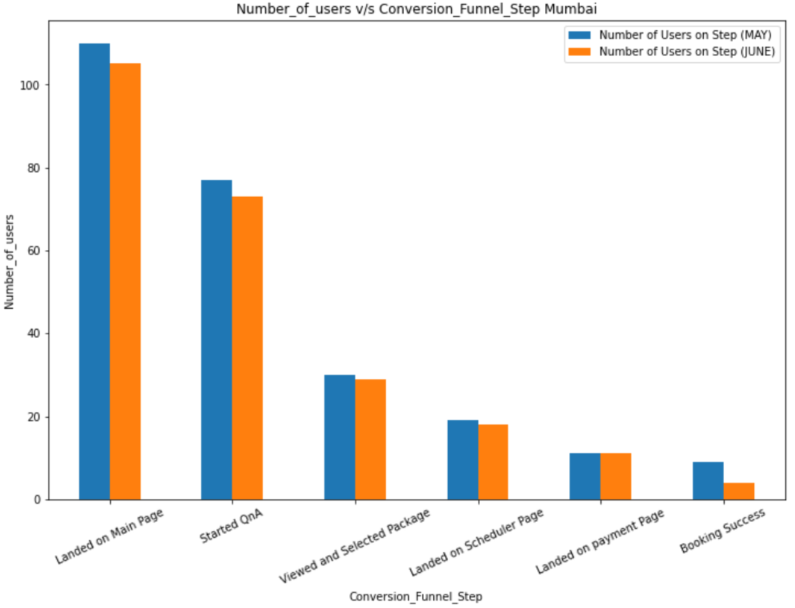 Number_of_users v/s Conversion_Funnel_Step Mumbai
Number of Users on Step (MAY)
Number of Users on Step (JUNE)
Number_of_users
100
80
60
40
20
0
Landed on Main Page
Started QnA
Viewed and Selected Package
Landed on Scheduler Page
Landed on payment Page
Booking Success
Conversion_Funnel_Step